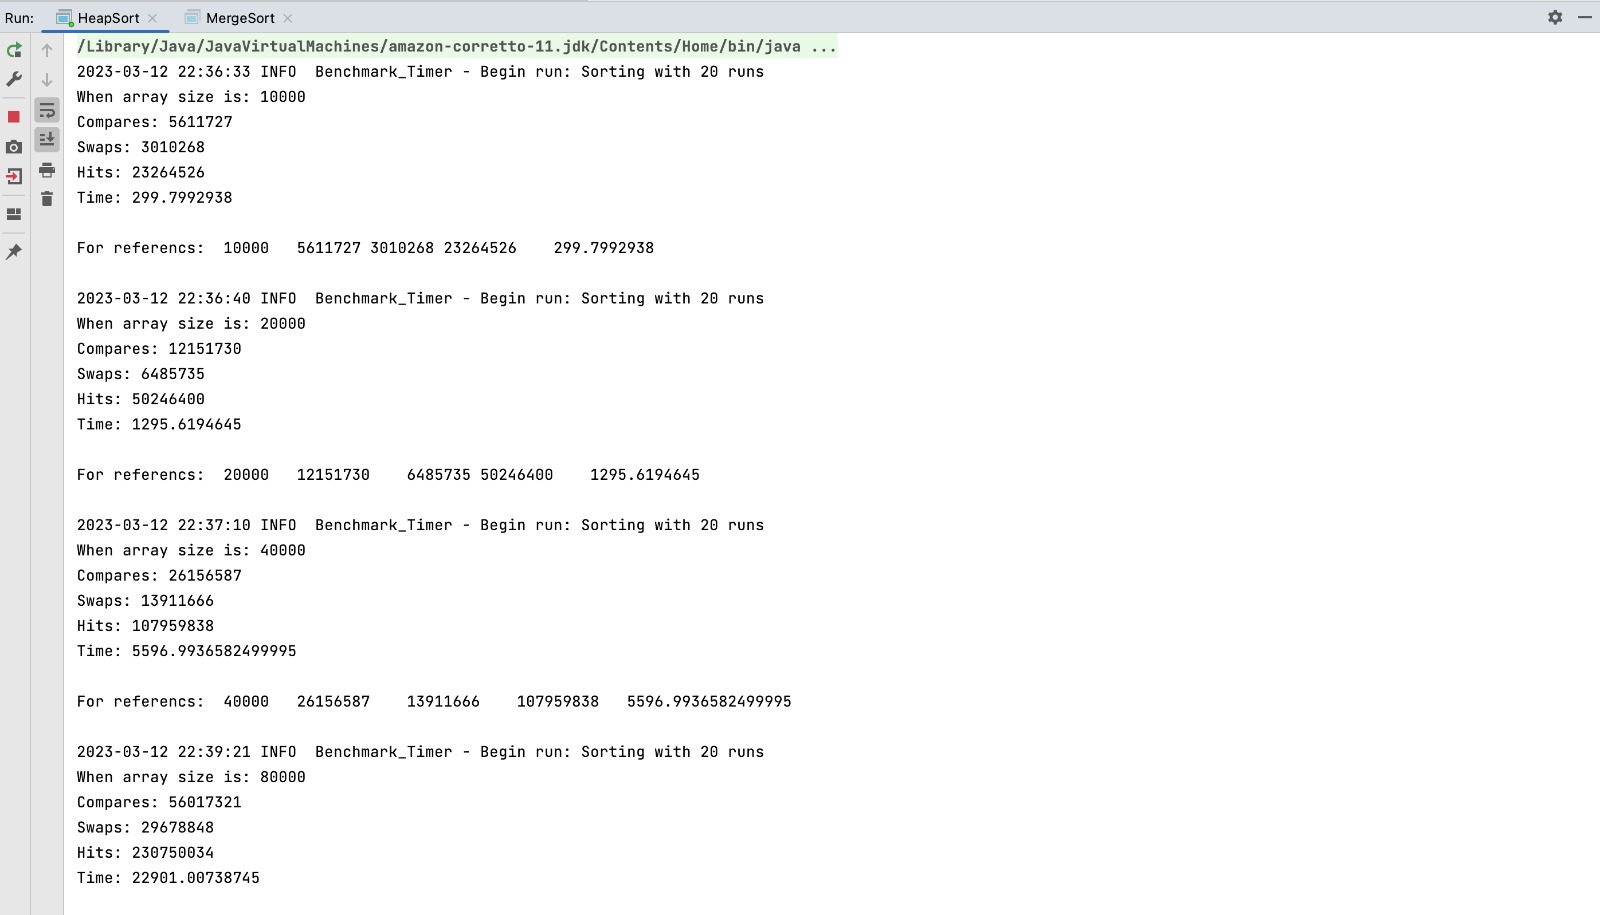 Run: HeapSort MergeSort
/Library/Java/JavaVirtualMachines/amazon-corretto-11.jdk/Contents/Home/bin/java ...
2023-03-12 22:36:33 INFO  Benchmark_Timer - Begin run: Sorting with 20 runs
When array size is: 10000
Compares: 5611727
Swaps: 3010268
Hits: 23264526
Time: 299.7992938
For referencs:  10000   5611727 3010268 23264526    299.7992938
2023-03-12 22:36:40 INFO  Benchmark_Timer - Begin run: Sorting with 20 runs
When array size is: 20000
Compares: 12151730
Swaps: 6485735
Hits: 50246400
Time: 1295.6194645
For referencs:  20000   12151730    6485735 50246400    1295.6194645
2023-03-12 22:37:10 INFO  Benchmark_Timer - Begin run: Sorting with 20 runs
When array size is: 40000
Compares: 26156587
Swaps: 13911666
Hits: 107959838
Time: 5596.9936582499995
For referencs:  40000   26156587    13911666    107959838   5596.9936582499995
2023-03-12 22:39:21 INFO  Benchmark_Timer - Begin run: Sorting with 20 runs
When array size is: 80000
Compares: 56017321
Swaps: 29678848
Hits: 230750034
Time: 22901.00738745